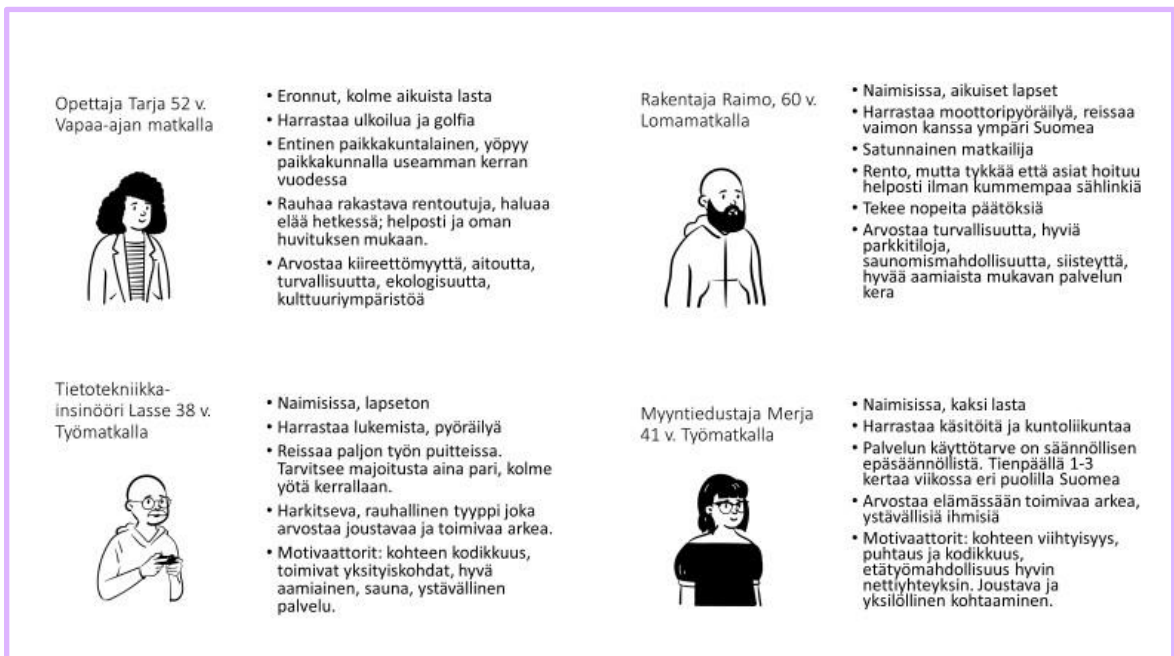 Opettaja Tarja 52 v.
Vapaa-ajan matkalla
• Eronnut, kolme aikuista lasta
• Harrastaa ulkoilua ja golfia
• Entinen paikkakuntalainen, yöpyy
paikkakunnalla useamman kerran
vuodessa
• Rauhaa rakastava rentoutuja, haluaa
elää hetkessä; helposti ja oman
huvituksen mukaan.
• Arvostaa kiireettömyyttä, aitoutta,
turvallisuutta, ekologisuutta,
kulttuuriympäristöä
Rakentaja Raimo, 60 v.
Lomamatkalla
• Naimisissa, aikuiset lapset
• Harrastaa moottoripyöräilyä, reissaa
vaimon kanssa ympäri Suomea
• Satunnainen matkailija
• Rento, mutta tykkää että asiat hoituu
helposti ilman kummempaa sählinkiä
• Tekee nopeita päätöksiä
• Arvostaa turvallisuutta, hyviä
parkkitiloja,
saunomismahdollisuutta, siisteyttä,
hyvää aamiaista mukavan palvelun
kera
Tietotekniikka-
insinööri Lasse 38 v.
Työmatkalla
• Naimisissa, lapseton
• Harrastaa lukemista, pyöräilyä
• Reissaa paljon työn puitteissa.
Tarvitsee majoitusta aina pari, kolme
yötä kerrallaan.
• Harkitseva, rauhallinen tyyppi joka
arvostaa joustavaa ja toimivaa arkea.
• Motivaattorit: kohteen kodikkuus,
toimivat yksityiskohdat, hyvä
aamiainen, sauna, ystävällinen
palvelu.
Myyntiedustaja Merja
41 v. Työmatkalla
• Naimisissa, kaksi lasta
• Harrastaa käsitöitä ja kuntoliikuntaa
• Palvelun käyttötarve on säännöllisen
epäsäännöllistä. Tienpäällä 1-3
kertaa viikossa eri puolilla Suomea
• Arvostaa elämässään toimivaa arkea,
ystävällisiä ihmisiä
• Motivaattorit: kohteen viihtyisyys,
puhtaus ja kodikkuus,
etätyömahdollisuus hyvin
nettiyhteyksin. Joustava ja
yksilöllinen kohtaaminen.